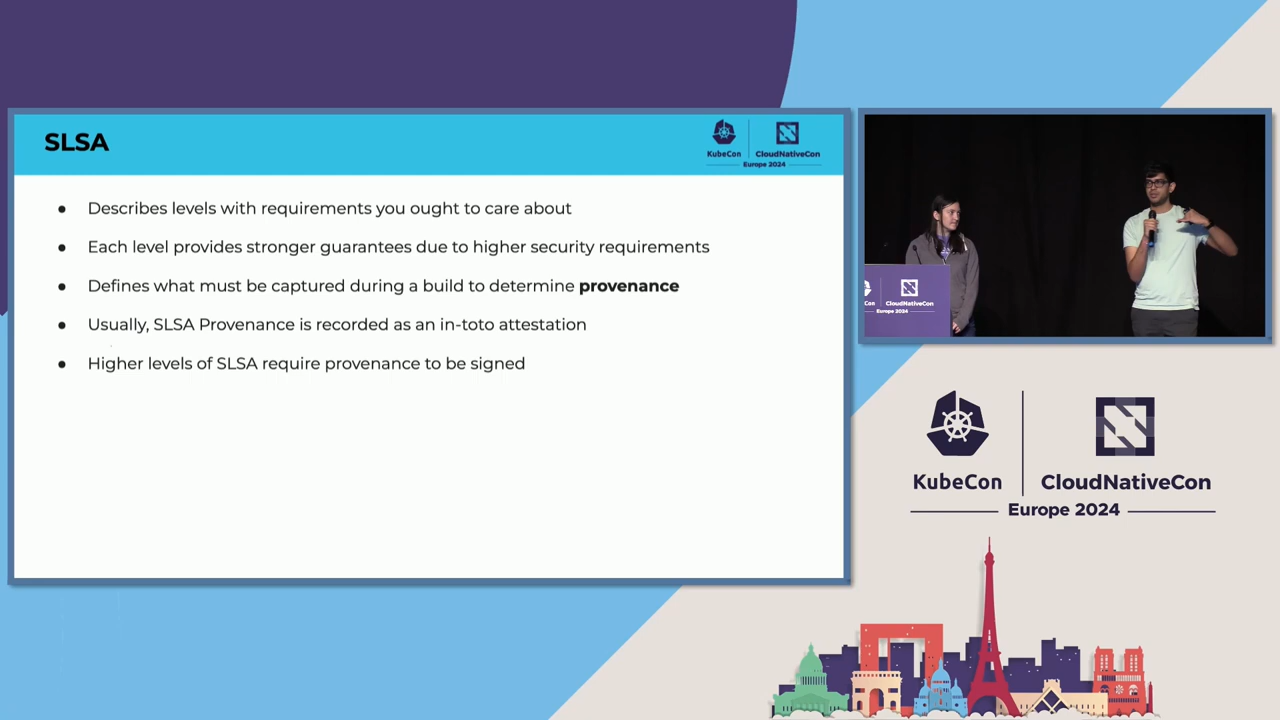 SLSA
KubeCon
CloudNativeCon
Europe 2024
● Describes levels with requirements you ought to care about
● Each level provides stronger guarantees due to higher security requirements
● Defines what must be captured during a build to determine provenance
● Usually, SLSA Provenance is recorded as an in-toto attestation
● Higher levels of SLSA require provenance to be signed
CloudNativeCon
Europe 2024
KubeCon
CloudNativeCon
Europe 2024